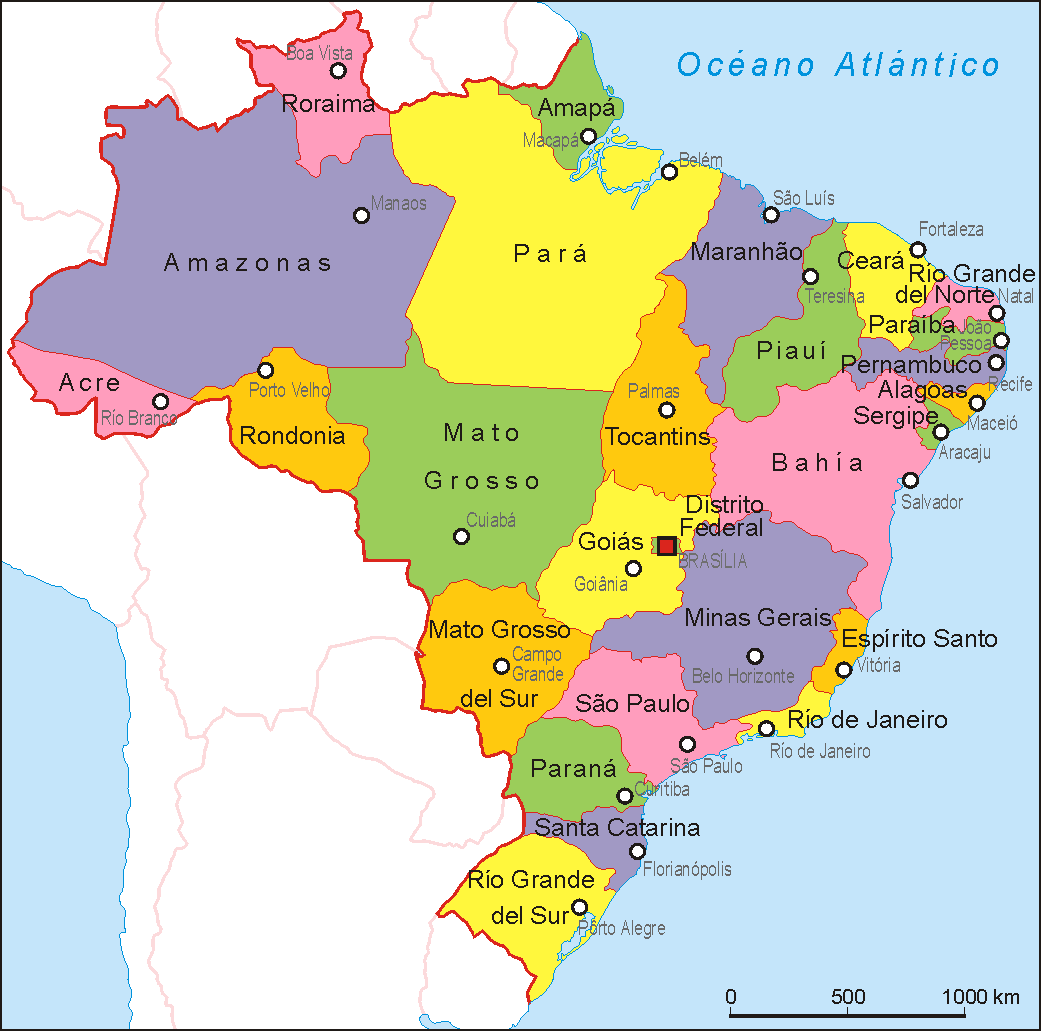 Océano Atlántico
Boa Vista
Roraima
Amapá
Macapá
Belém
Manaos
São Luís
Fortaleza
Amazonas
Pará
Maranhão
Ceará
Río Grande
del Norte
Natal
Teresina
Paraíba
João
Pessoa
Piauí
Pernambuco
Recife
Acre
Río Branco
Porto Velho
Rondonia
Palmas
Tocantins
Alagoas
Maceió
Sergipe
Aracaju
Mato
Grosso
Cuiabá
Bahía
Salvador
Distrito
Federal
BRASÍLIA
Goiás
Goiânia
Minas Gerais
Belo Horizonte
Espírito Santo
Vitória
Mato Grosso
del Sur
Campo
Grande
São Paulo
São Paulo
Río de Janeiro
Río de Janeiro
Paraná
Curitiba
Santa Catarina
Florianópolis
Río Grande
del Sur
Pôrto Alegre
0 500 1000 km